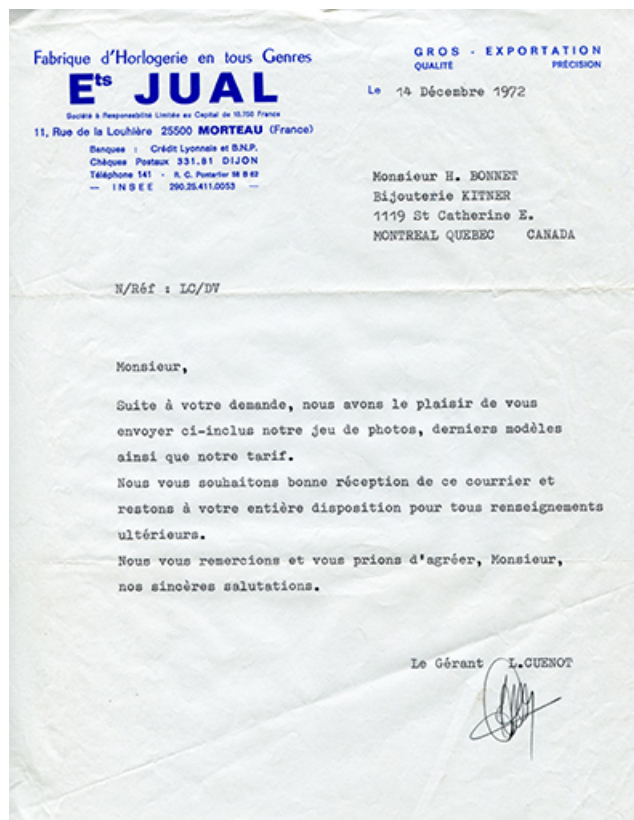 Fabrique d'Horlogerie en tous Genres
Ets JUAL
Société à Responsabilité Limitée au Capital de 10.700 Francs
11, Rue de la Louhière 25500 MORTEAU (France)
Banques : Crédit Lyonnais et B.N.P.
Chèques Postaux 331.81 DIJON
Téléphone 141 - R. C. Pontarlier 58 B 62
— INSEE 290.25.411.0053 —
GROS - EXPORTATION
QUALITÉ PRÉCISION
Le 14 Décembre 1972
Monsieur H. BONNET
Bijouterie KITNER
1119 St Catherine E.
MONTREAL QUEBEC CANADA
N/Réf : LC/DV
Monsieur,
Suite à votre demande, nous avons le plaisir de vous
envoyer ci-inclus notre jeu de photos, derniers modèles
ainsi que notre tarif.
Nous vous souhaitons bonne réception de ce courrier et
restons à votre entière disposition pour tous renseignements
ultérieurs.
Nous vous remercions et vous prions d'agréer, Monsieur,
nos sincères salutations.
Le Gérant L.CUENOT